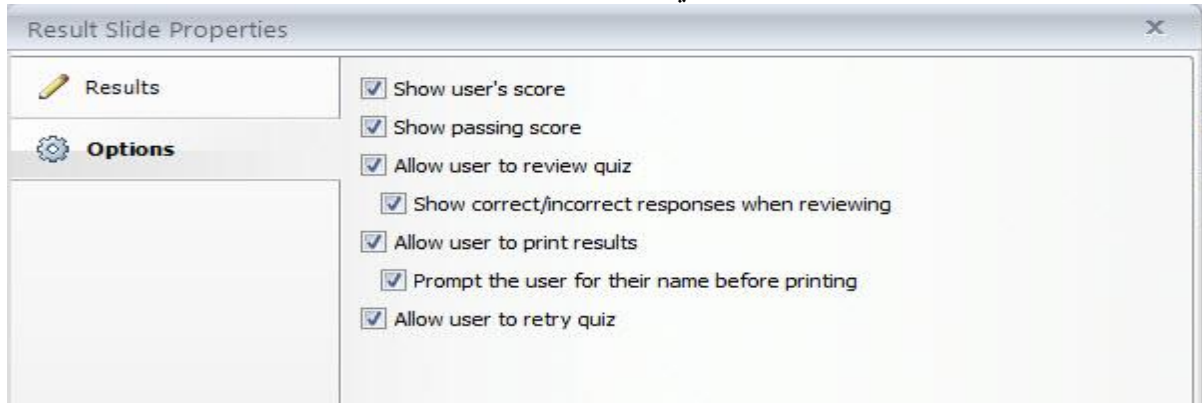 Result Slide Properties
Results
Options
Show user's score
Show passing score
Allow user to review quiz
Show correct/incorrect responses when reviewing
Allow user to print results
Prompt the user for their name before printing
Allow user to retry quiz